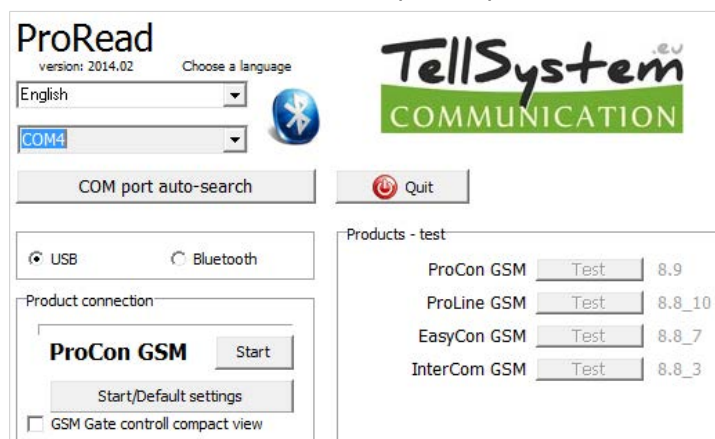 ProRead
version: 2014.02 Choose a language
English
COM4
COM port auto-search
USB Bluetooth
Product connection
ProCon GSM Start
Start/Default settings
GSM Gate controll compact view
TellSystem.eu
COMMUNICATION
Quit
Products - test
ProCon GSM Test 8.9
ProLine GSM Test 8.8_10
EasyCon GSM Test 8.8_7
InterCom GSM Test 8.8_3